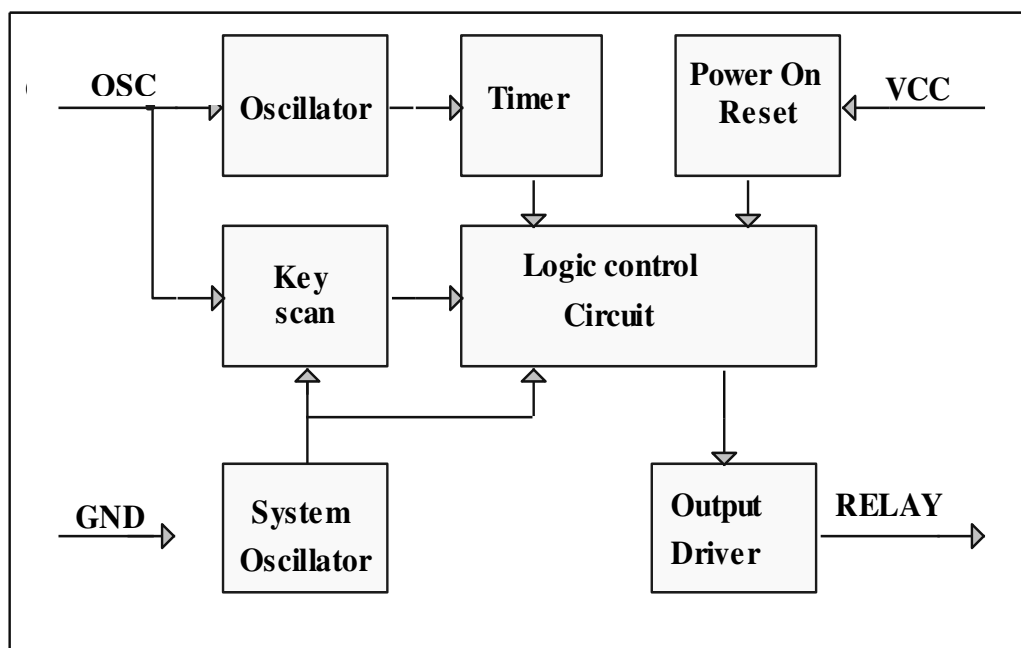 OSC
Oscillator
Timer
Power On
Reset
VCC
Key
scan
Logic control
Circuit
GND
System
Oscillator
Output
Driver
RELAY